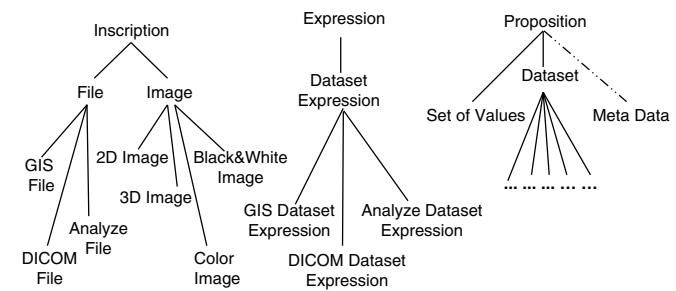 Inscription
File
Image
GIS
File
2D Image
Black&White
Image
3D Image
Analyze
File
DICOM
File
Color
Image
Expression
Dataset
Expression
GIS Dataset
Expression
Analyze Dataset
Expression
DICOM Dataset
Expression
Proposition
Dataset
Set of Values
Meta Data
... ... ... ... ...